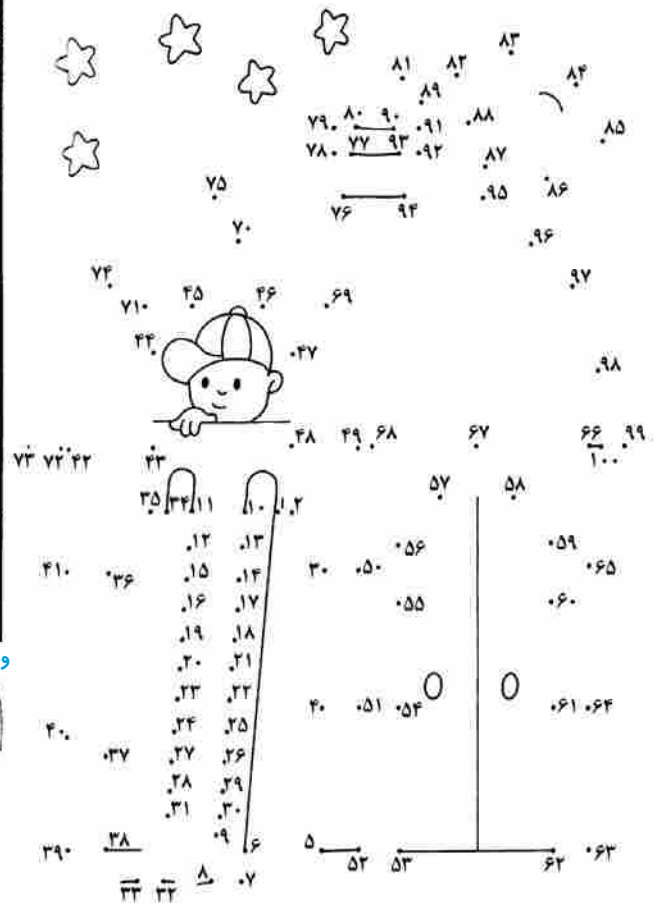 ۸۳
۸۱ ۸۲ ۸۴
۸۹
۷۹ ۸۰ ۹۰ ۹۱ ۸۸ ۸۵
۷۸ ۷۷ ۹۳ ۹۲ ۸۷
۷۵ ۷۶ ۹۴ ۹۵ ۸۶
۷۰ ۹۶
۷۴ ۹۷
۷۱ ۴۵ ۴۶ ۶۹
۴۴ ۴۷
۹۸
۴۸ ۴۹ ۶۸ ۶۷ ۶۶ ۹۹
۷۳ ۷۲ ۴۲ ۴۳ ۱۰۰
۵۷ ۵۸
۳۵ ۳۴ ۱۱ ۱۰ ۱ ۲
۱۲ ۱۳ ۵۶ ۵۹
۴۱ ۳۶ ۱۵ ۱۴ ۳ ۵۰ ۶۵
۱۶ ۱۷ ۵۵ ۶۰
۱۹ ۱۸
۲۰ ۲۱
و
۲۳ ۲۲
۴۰ ۲۴ ۲۵ ۴ ۵۱ ۵۴ ۶۱ ۶۴
۳۷ ۲۷ ۲۶
۲۸ ۲۹
۳۱ ۳۰
۳۹ ۳۸ ۹ ۶ ۵ ۵۲ ۵۳ ۶۲ ۶۳
۳۳ ۳۲ ۸ ۷